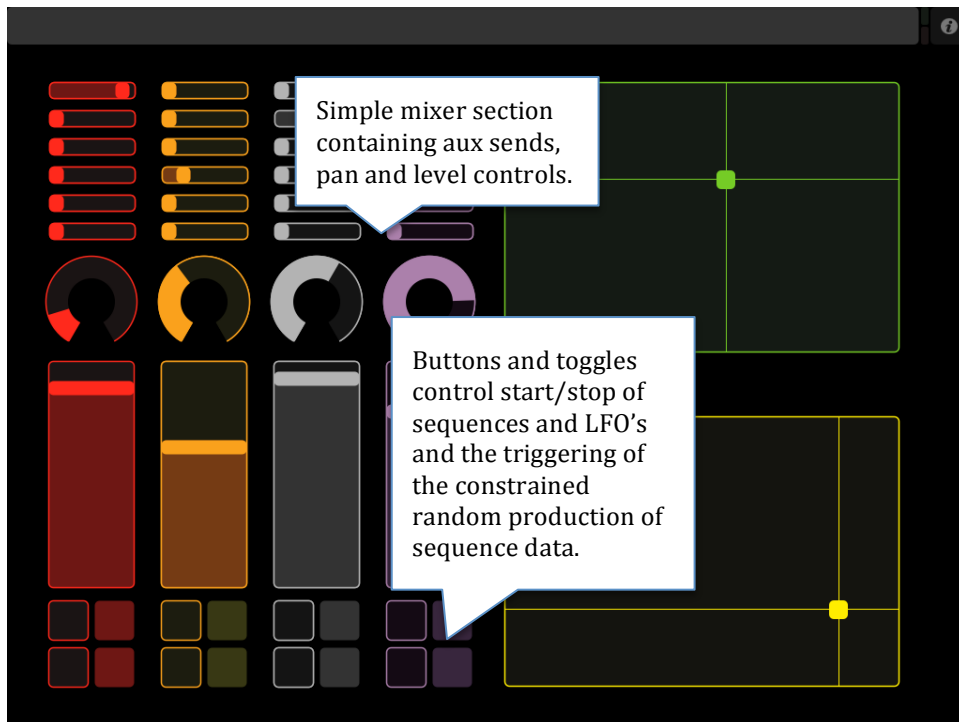 Simple mixer section
containing aux sends,
pan and level controls.
Buttons and toggles
control start/stop of
sequences and LFO’s
and the triggering of
the constrained
random production of
sequence data.